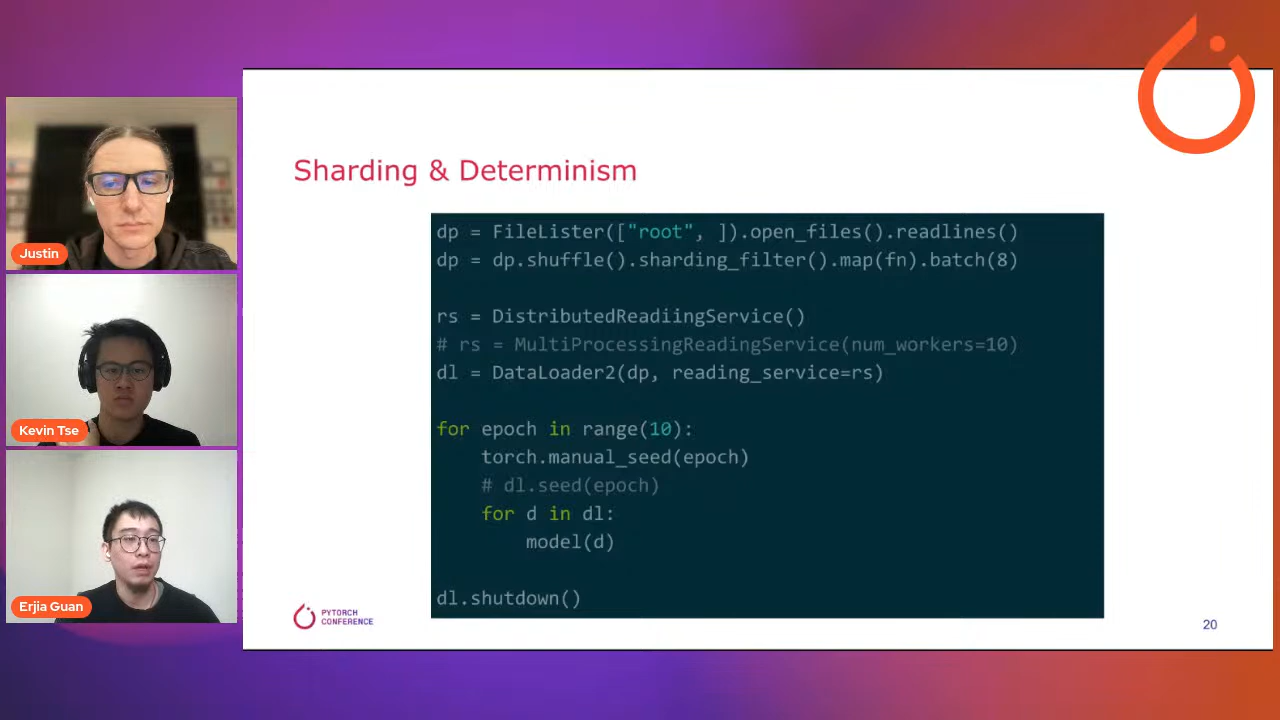 Justin
Kevin Tse
Erjia Guan
Sharding & Determinism
dp = FileLister(["root", ]).open_files().readlines()
dp = dp.shuffle().sharding_filter().map(fn).batch(8)
rs = DistributedReadiingService()
# rs = MultiProcessingReadingService(num_workers=10)
dl = DataLoader2(dp, reading_service=rs)
for epoch in range(10):
    torch.manual_seed(epoch)
    # dl.seed(epoch)
    for d in dl:
        model(d)
dl.shutdown()
PYTORCH
CONFERENCE
20